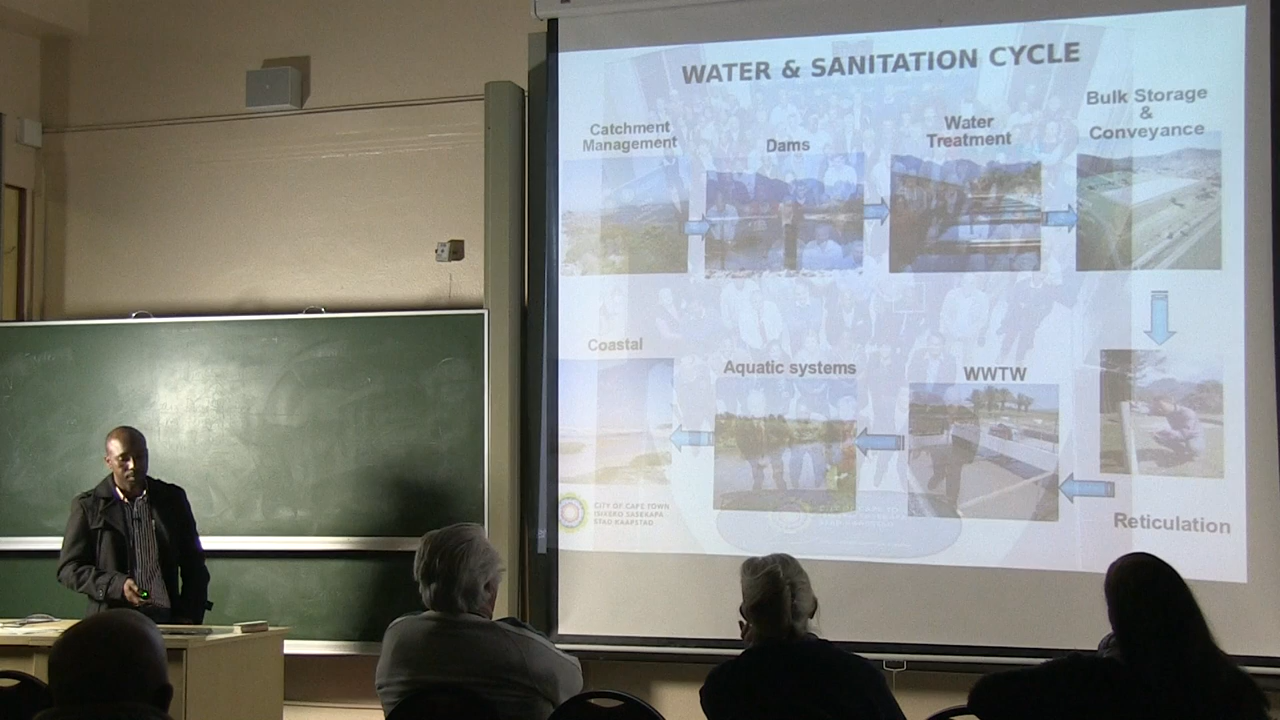 WATER & SANITATION CYCLE
Catchment
Management
Dams
Water
Treatment
Bulk Storage
&
Conveyance
Coastal
Aquatic systems
WWTW
Reticulation
CITY OF CAPE TOWN
ISIXEKO SASEKAPA
STAD KAAPSTAD